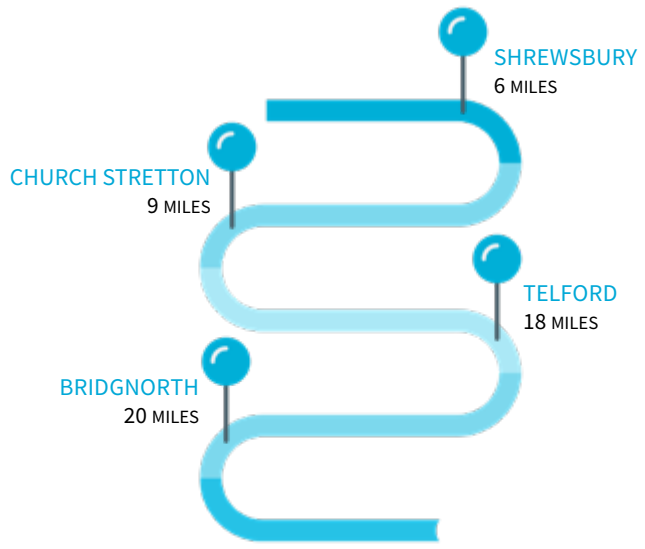 SHREWSBURY
6 MILES
CHURCH STRETTON
9 MILES
TELFORD
18 MILES
BRIDGNORTH
20 MILES